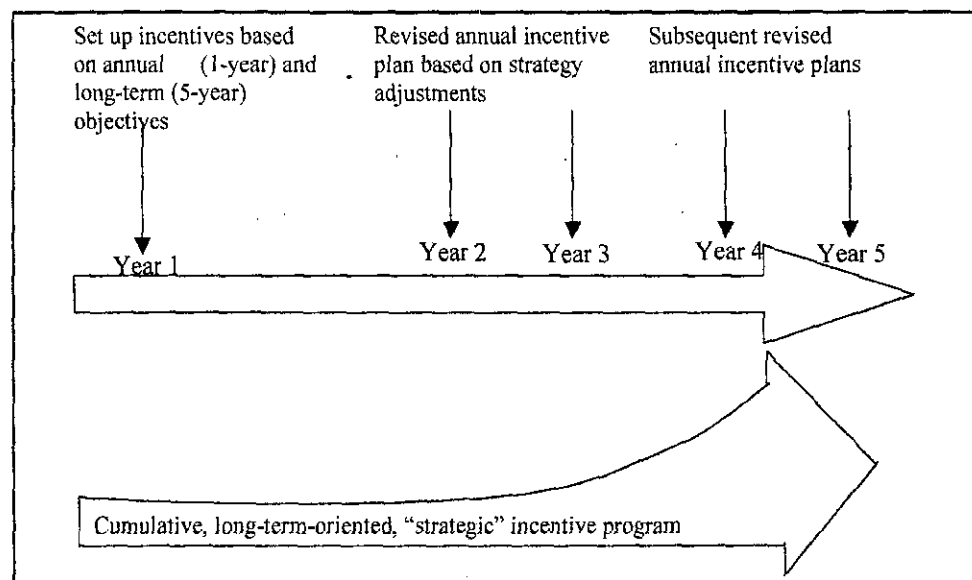 Set up incentives based
on annual (1-year) and
long-term (5-year)
objectives
Revised annual incentive
plan based on strategy
adjustments
Subsequent revised
annual incentive plans
Year 1
Year 2
Year 3
Year 4
Year 5
Cumulative, long-term-oriented, “strategic” incentive program